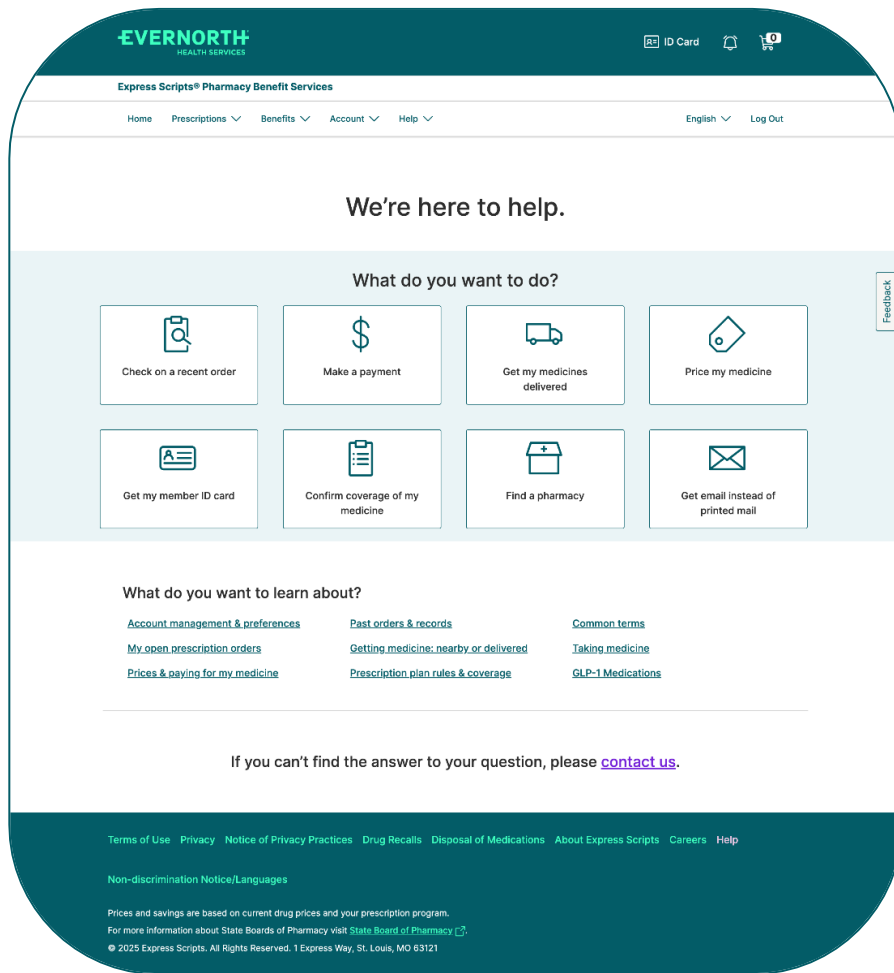 EVERNORTH
HEALTH SERVICES
ID Card
0
Express Scripts® Pharmacy Benefit Services
Home Prescriptions Benefits Account Help English Log Out
We're here to help.
Feedback
What do you want to do?
Check on a recent order
Make a payment
Get my medicines
delivered
Price my medicine
Get my member ID card
Confirm coverage of my
medicine
Find a pharmacy
Get email instead of
printed mail
What do you want to learn about?
Account management & preferences
Past orders & records
Common terms
My open prescription orders
Getting medicine: nearby or delivered
Taking medicine
Prices & paying for my medicine
Prescription plan rules & coverage
GLP-1 Medications
If you can't find the answer to your question, please contact us.
Terms of Use Privacy Notice of Privacy Practices Drug Recalls Disposal of Medications About Express Scripts Careers Help
Non-discrimination Notice/Languages
Prices and savings are based on current drug prices and your prescription program.
For more information about State Boards of Pharmacy visit State Board of Pharmacy.
© 2025 Express Scripts. All Rights Reserved. 1 Express Way, St. Louis, MO 63121